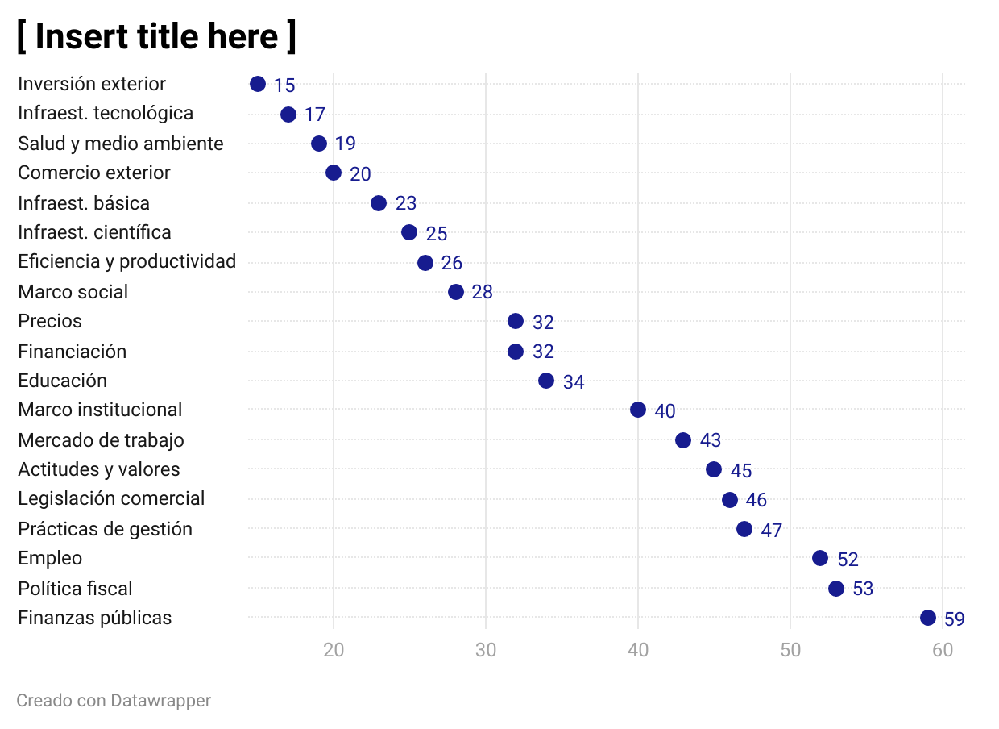 [ Insert title here ]
Inversión exterior 15
Infraest. tecnológica 17
Salud y medio ambiente 19
Comercio exterior 20
Infraest. básica 23
Infraest. científica 25
Eficiencia y productividad 26
Marco social 28
Precios 32
Financiación 32
Educación 34
Marco institucional 40
Mercado de trabajo 43
Actitudes y valores 45
Legislación comercial 46
Prácticas de gestión 47
Empleo 52
Política fiscal 53
Finanzas públicas 59
20 30 40 50 60
Creado con Datawrapper